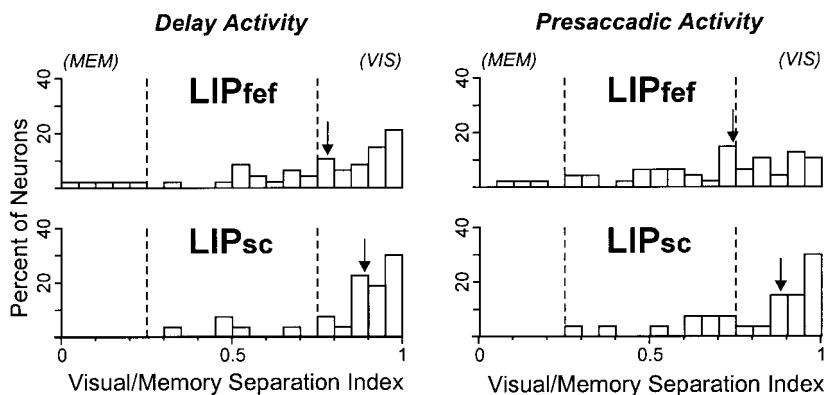 Delay Activity
Presaccadic Activity
(MEM)
(VIS)
(MEM)
(VIS)
40
20
LIPfef
40
20
LIPfef
Percent of Neurons
40
20
LIPsc
40
20
LIPsc
0
0.5
1
0
0.5
1
Visual/Memory Separation Index
Visual/Memory Separation Index